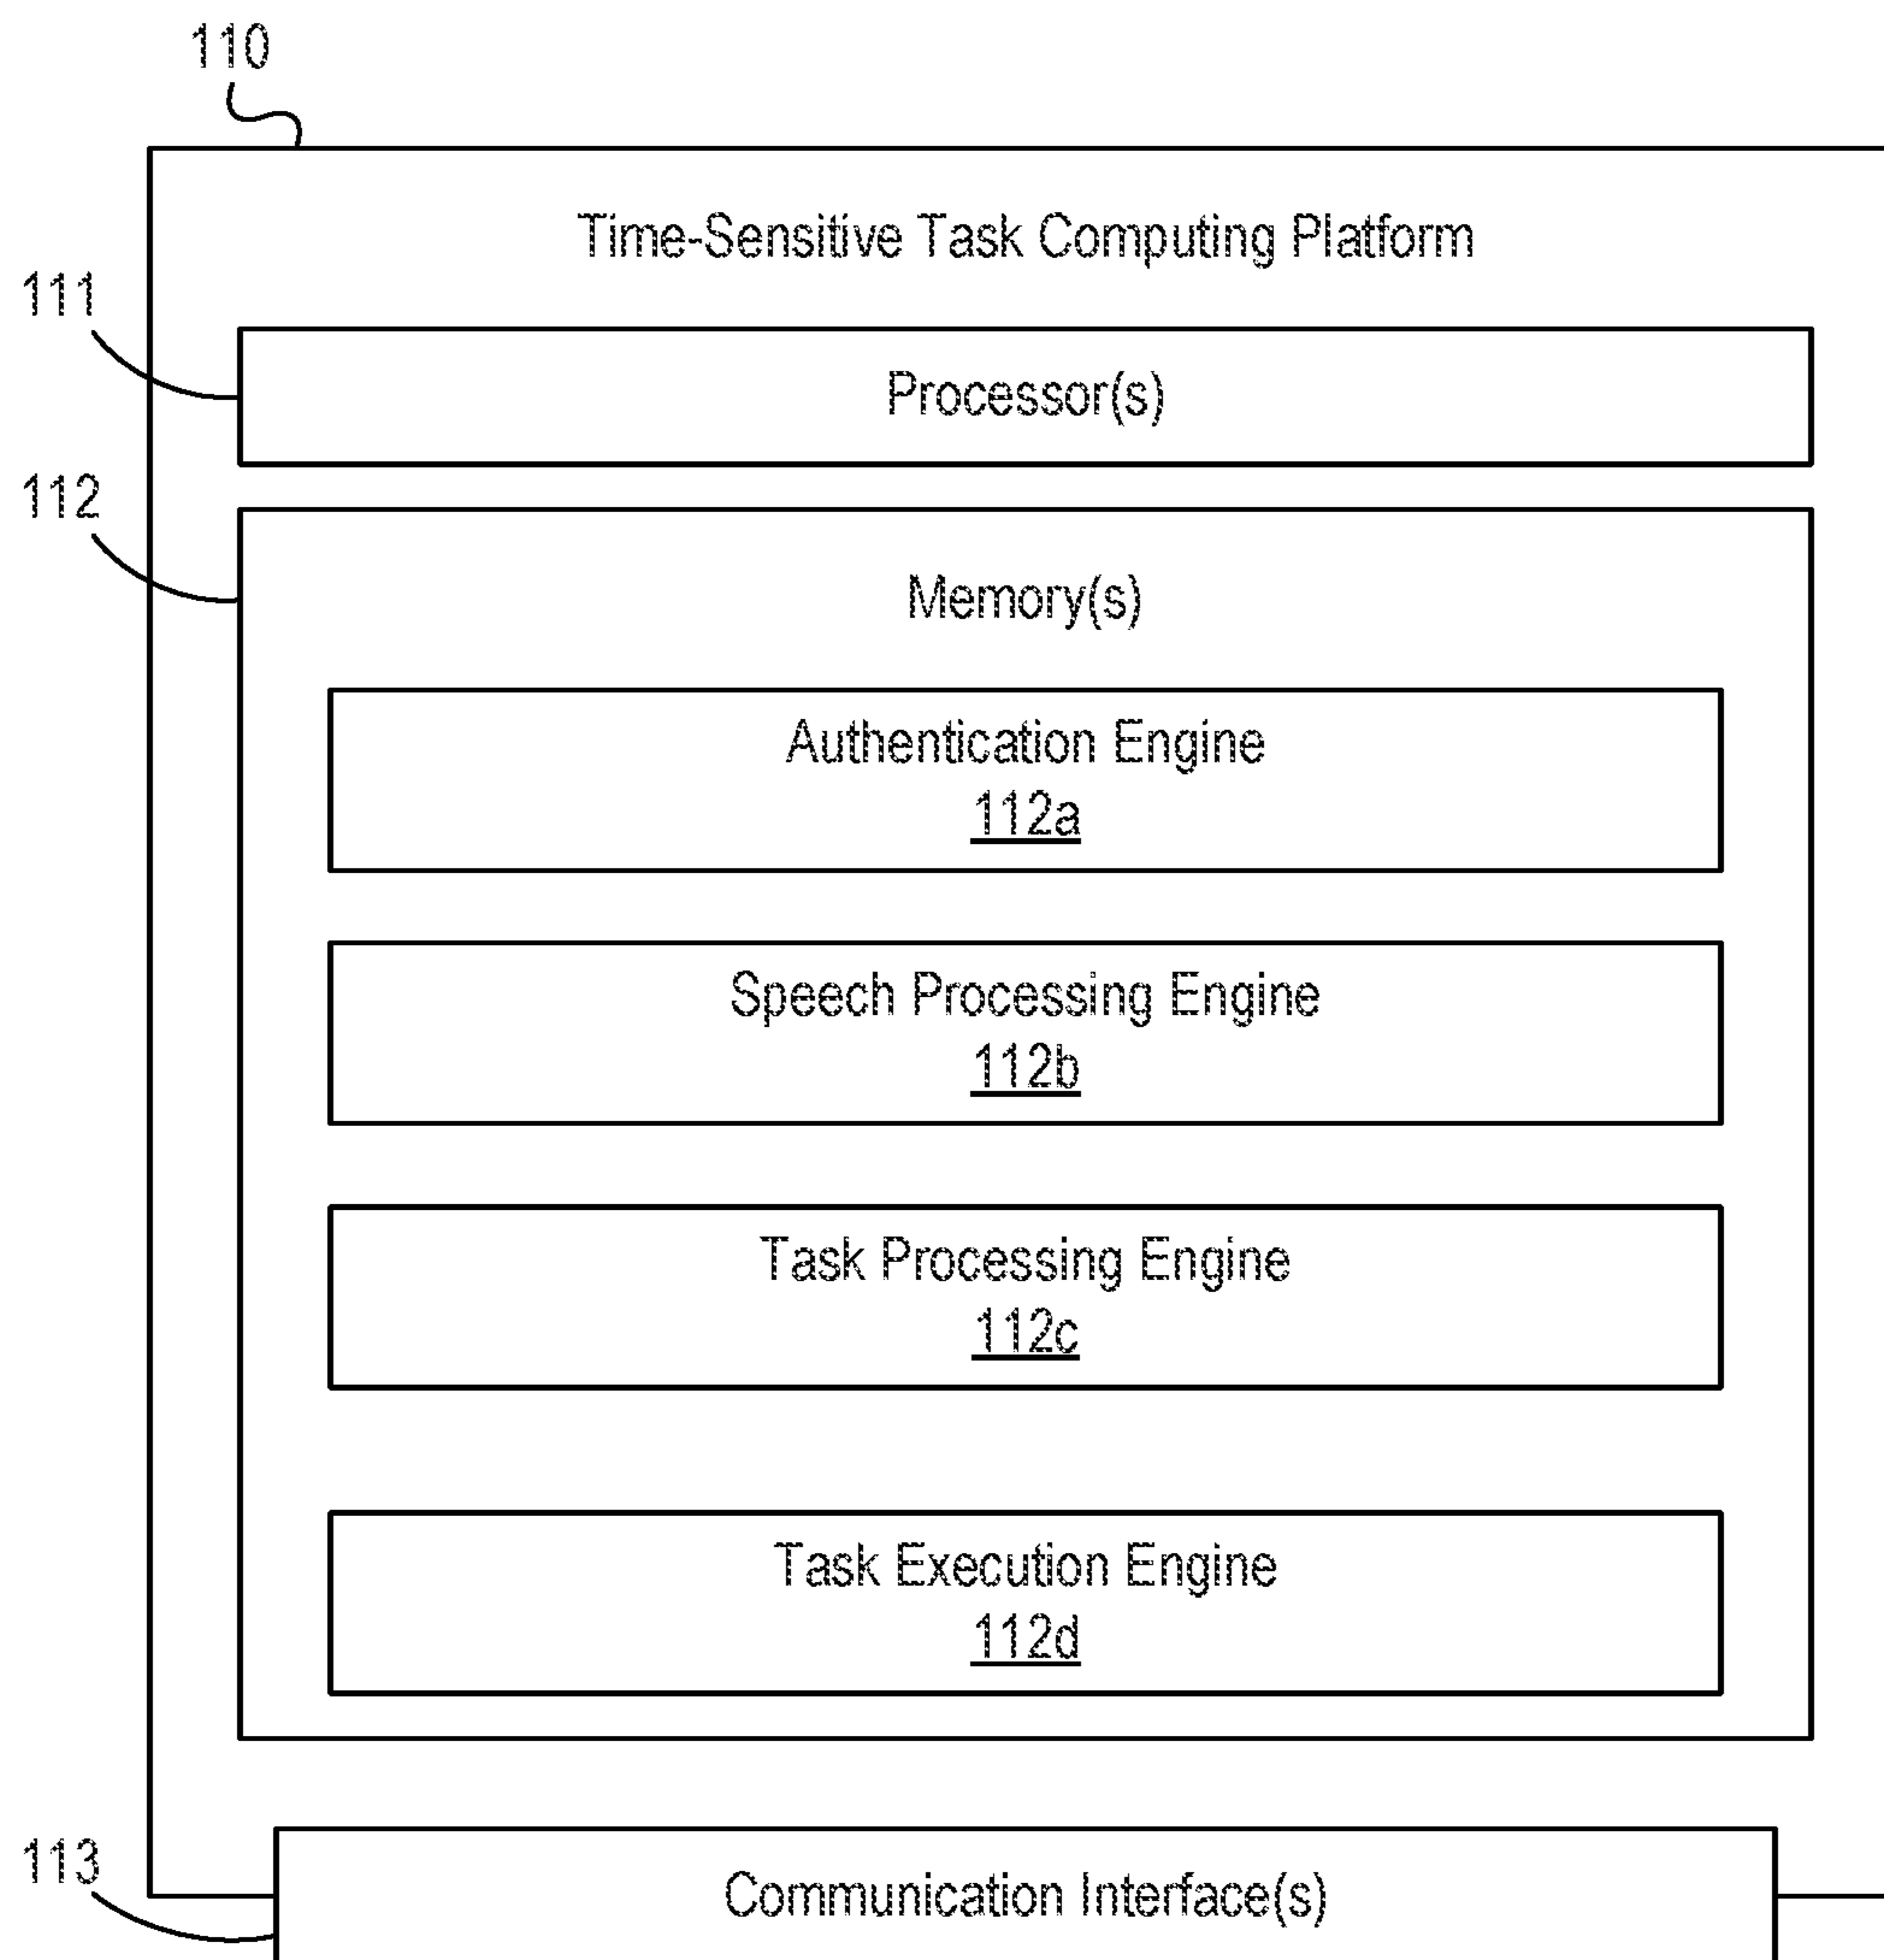 110
Time-Sensitive Task Computing Platform
111
Processor(s)
112
Memory(s)
Authentication Engine
112a
Speech Processing Engine
112b
Task Processing Engine
112c
Task Execution Engine
112d
113
Communication Interface(s)